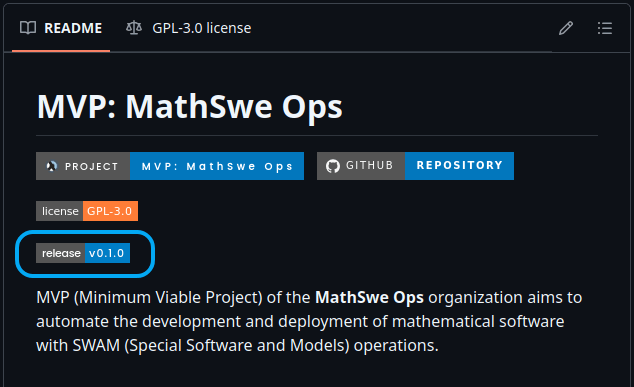 README GPL-3.0 license
MVP: MathSwe Ops
PROJECT MVP: MathSwe Ops GITHUB REPOSITORY
license GPL-3.0
release v0.1.0
MVP (Minimum Viable Project) of the MathSwe Ops organization aims to
automate the development and deployment of mathematical software
with SWAM (Special Software and Models) operations.